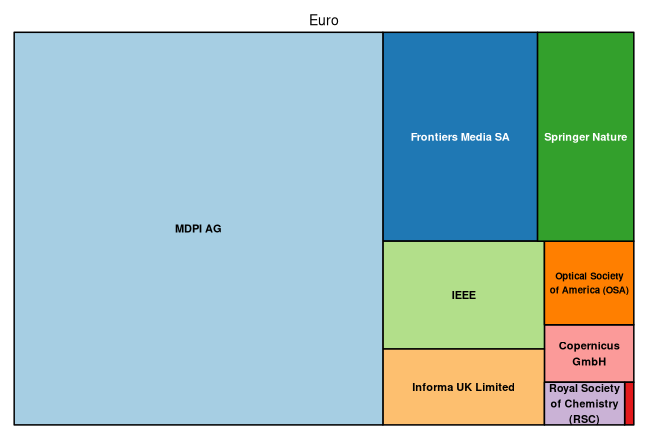 Euro
MDPI AG
Frontiers Media SA
Springer Nature
IEEE
Optical Society
of America (OSA)
Copernicus
GmbH
Informa UK Limited
Royal Society
of Chemistry
(RSC)